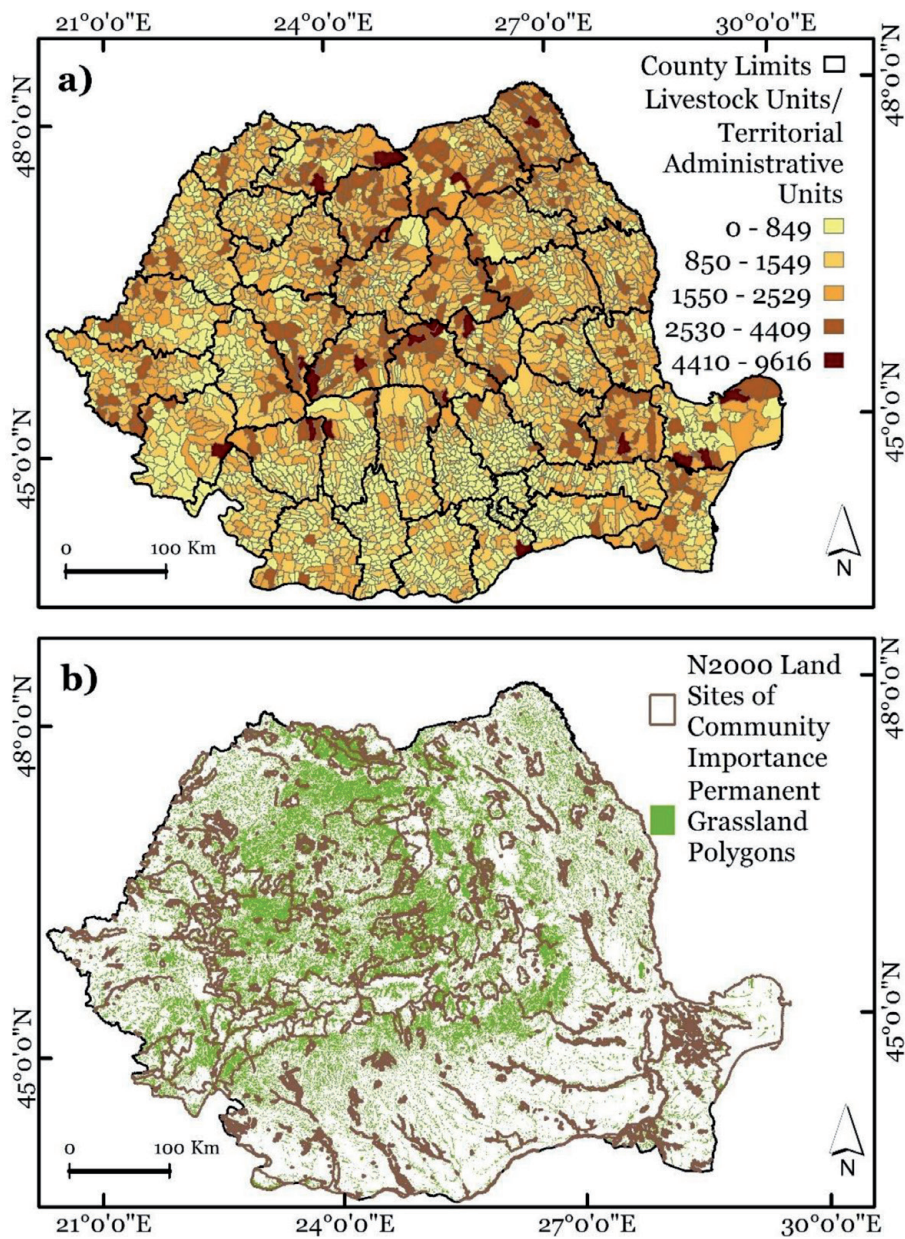 21°0'0"E
24°0'0"E
27°0'0"E
30°0'0"E
a)
County Limits
Livestock Units/
Territorial
Administrative
Units
0 - 849
850 - 1549
1550 - 2529
2530 - 4409
4410 - 9616
48°0'0"N
48°0'0"N
45°0'0"N
45°0'0"N
0
100 Km
N
b)
N2000 Land
Sites of
Community
Importance
Permanent
Grassland
Polygons
48°0'0"N
48°0'0"N
45°0'0"N
45°0'0"N
0
100 Km
N
21°0'0"E
24°0'0"E
27°0'0"E
30°0'0"E